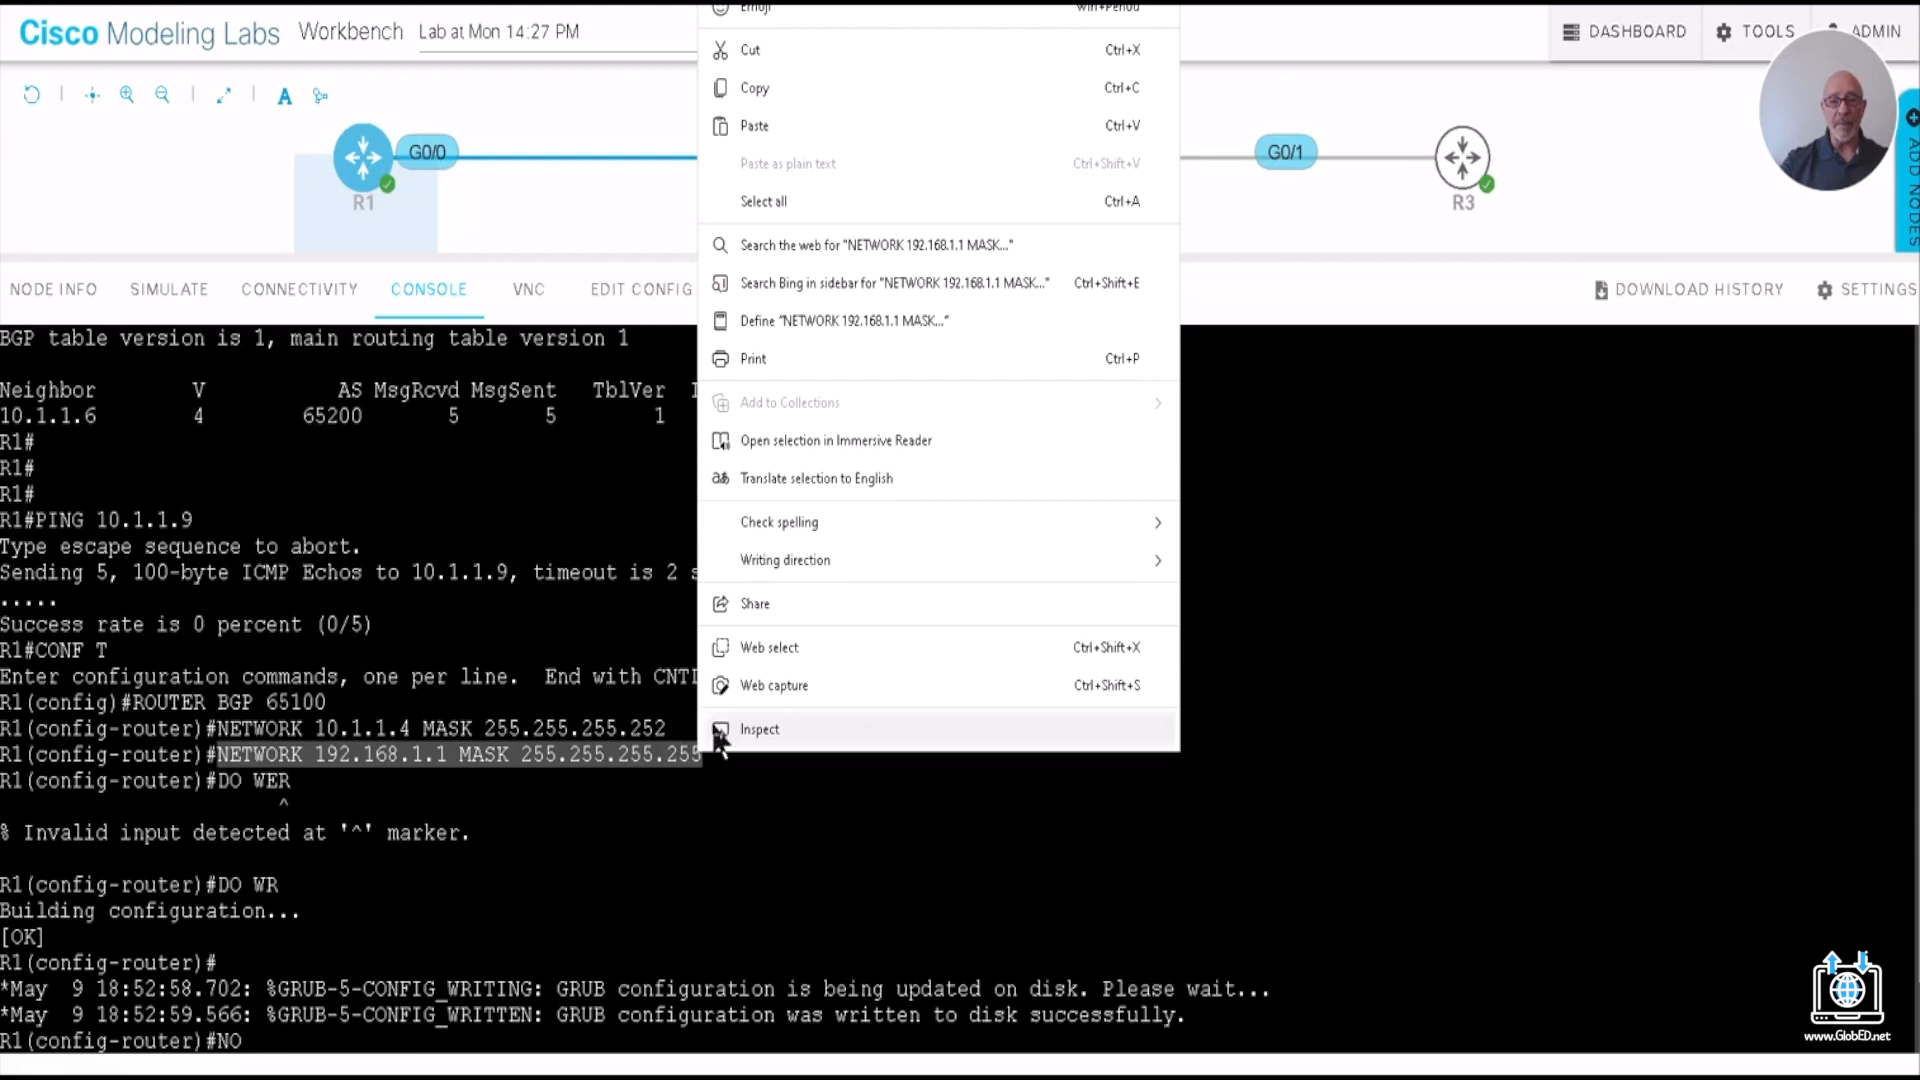 Cisco Modeling Labs Workbench Lab at Mon 14:27 PM
DASHBOARD TOOLS ADMIN
Emoji Win+Period
Cut Ctrl+X
Copy Ctrl+C
Paste Ctrl+V
Paste as plain text Ctrl+Shift+V
Select all Ctrl+A
Search the web for "NETWORK 192.168.1.1 MASK..."
Search Bing in sidebar for "NETWORK 192.168.1.1 MASK..." Ctrl+Shift+E
Define "NETWORK 192.168.1.1 MASK..."
Print Ctrl+P
Add to Collections
Open selection in Immersive Reader
Translate selection to English
Check spelling
Writing direction
Share
Web select Ctrl+Shift+X
Web capture Ctrl+Shift+S
Inspect
A
G0/0
R1
G0/1
R3
ADD NODES
NODE INFO SIMULATE CONNECTIVITY CONSOLE VNC EDIT CONFIG
DOWNLOAD HISTORY SETTINGS
BGP table version is 1, main routing table version 1
Neighbor V AS MsgRcvd MsgSent TblVer
10.1.1.6 4 65200 5 5 1
R1#
R1#
R1#
R1#PING 10.1.1.9
Type escape sequence to abort.
Sending 5, 100-byte ICMP Echos to 10.1.1.9, timeout is 2 s
.....
Success rate is 0 percent (0/5)
R1#CONF T
Enter configuration commands, one per line. End with CNTL
R1(config)#ROUTER BGP 65100
R1(config-router)#NETWORK 10.1.1.4 MASK 255.255.255.252
R1(config-router)#NETWORK 192.168.1.1 MASK 255.255.255.255
R1(config-router)#DO WER
^
% Invalid input detected at '^' marker.
R1(config-router)#DO WR
Building configuration...
[OK]
R1(config-router)#
*May 9 18:52:58.702: %GRUB-5-CONFIG_WRITING: GRUB configuration is being updated on disk. Please wait...
*May 9 18:52:59.566: %GRUB-5-CONFIG_WRITTEN: GRUB configuration was written to disk successfully.
R1(config-router)#NO
www.GlobED.net